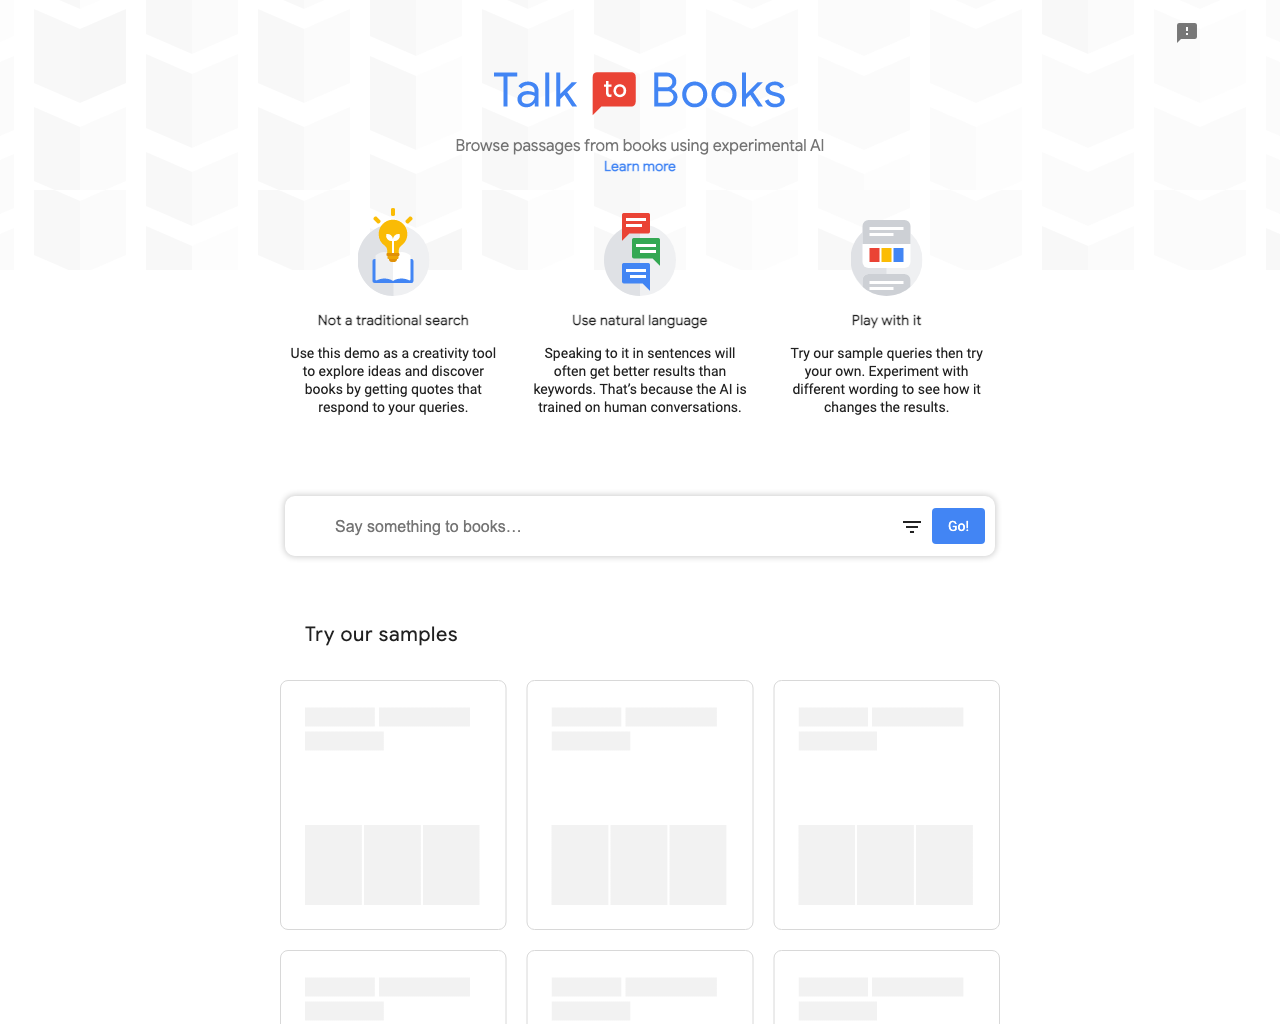 Talk to Books
Browse passages from books using experimental AI
Learn more
Not a traditional search
Use this demo as a creativity tool
to explore ideas and discover
books by getting quotes that
respond to your queries.
Use natural language
Speaking to it in sentences will
often get better results than
keywords. That’s because the AI is
trained on human conversations.
Play with it
Try our sample queries then try
your own. Experiment with
different wording to see how it
changes the results.
Say something to books…
Go!
Try our samples